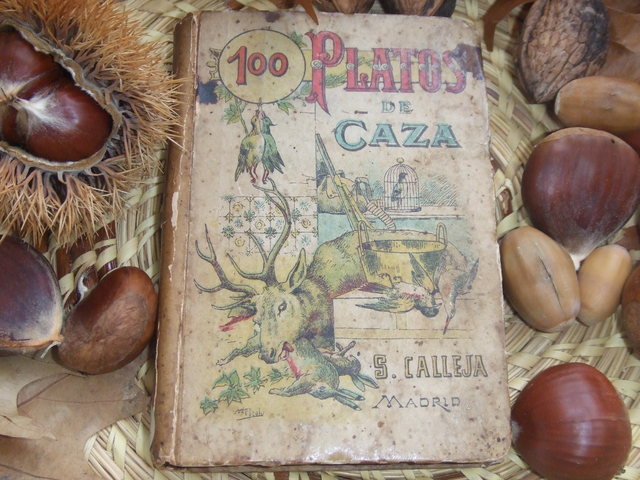 100 PLATOS
DE
CAZA
S. CALLEJA
MADRID